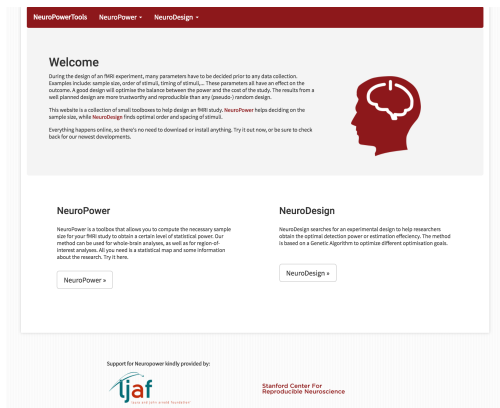 NeuroPowerTools NeuroPower NeuroDesign
Welcome
During the design of an fMRI experiment, many parameters have to be decided prior to any data collection.
Examples include: sample size, order of stimuli, timing of stimuli,... These parameters all have an effect on the
outcome. A good design will optimise the balance between the power and the cost of the study. The results from a
well planned design are more trustworthy and reproducible than any (pseudo-) random design.
This website is a collection of small toolboxes to help design an fMRI study. NeuroPower helps deciding on the
sample size, while NeuroDesign finds optimal order and spacing of stimuli.
Everything happens online, so there's no need to download or install anything. Try it out now, or be sure to check
back for our newest developments.
NeuroPower
NeuroPower is a toolbox that allows you to compute the necessary sample
size for your fMRI study to obtain a certain level of statistical power. Our
method can be used for whole-brain analyses, as well as for region-of-
interest analyses. All you need is a statistical map and some information
about the research. Try it here.
NeuroPower »
NeuroDesign
NeuroDesign searches for an experimental design to help researchers
obtain the optimal detection power or estimation effeciency. The method
is based on a Genetic Algorithm to optimize different optimisation goals.
NeuroDesign »
Support for Neuropower kindly provided by:
ljaf
laura and john arnold foundation
Stanford Center For
Reproducible Neuroscience